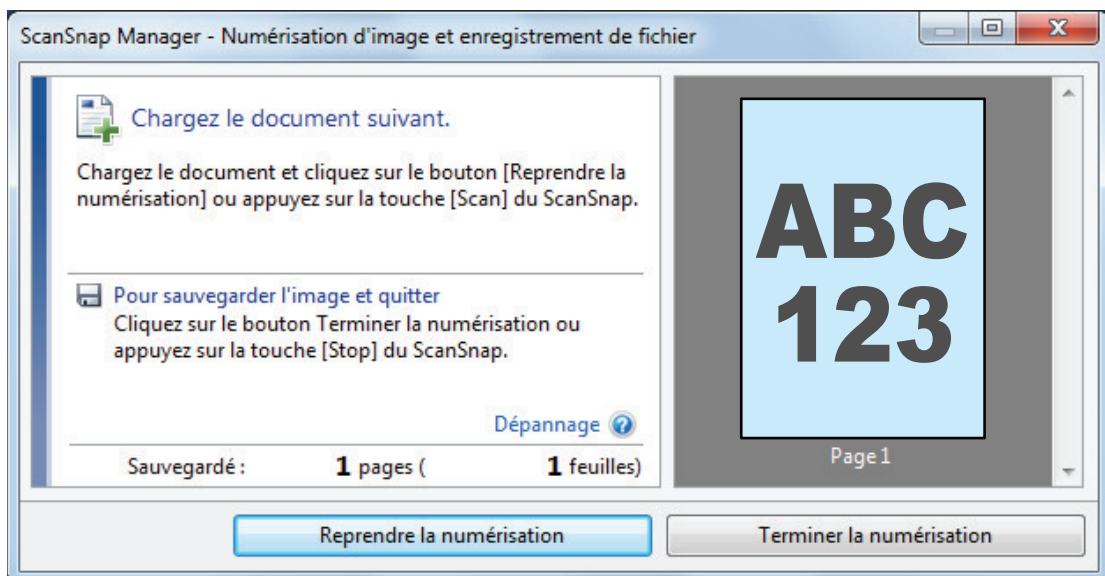 ScanSnap Manager - Numérisation d'image et enregistrement de fichier
Chargez le document suivant.
Chargez le document et cliquez sur le bouton [Reprendre la
numérisation] ou appuyez sur la touche [Scan] du ScanSnap.
Pour sauvegarder l'image et quitter
Cliquez sur le bouton Terminer la numérisation ou
appuyez sur la touche [Stop] du ScanSnap.
Dépannage
Sauvegardé : 1 pages ( 1 feuilles)
ABC
123
Page 1
Reprendre la numérisation
Terminer la numérisation